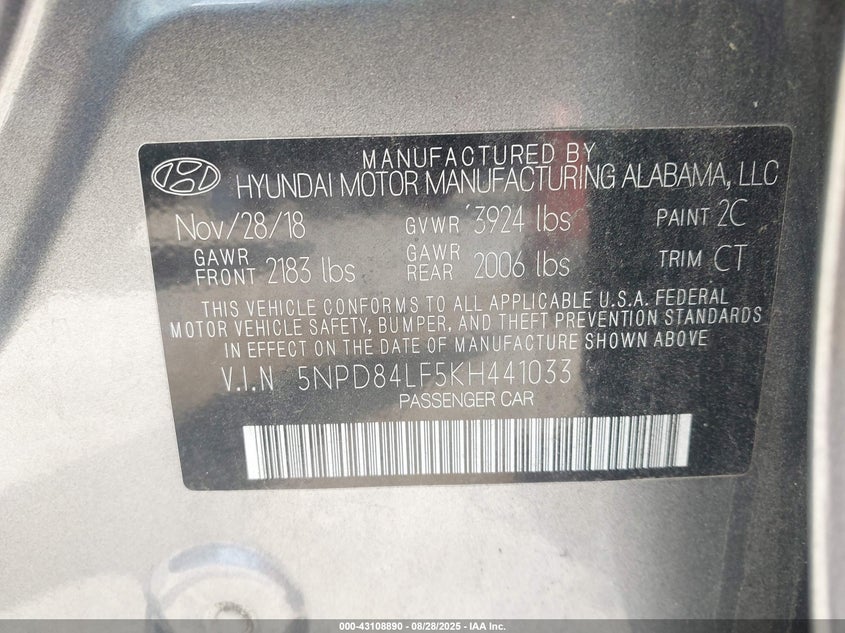 MANUFACTURED BY
HYUNDAI MOTOR MANUFACTURING ALABAMA, LLC
Nov/28/18 GVWR 3924 lbs PAINT 2C
GAWR FRONT 2183 lbs GAWR REAR 2006 lbs TRIM CT
THIS VEHICLE CONFORMS TO ALL APPLICABLE U.S.A. FEDERAL
MOTOR VEHICLE SAFETY, BUMPER, AND THEFT PREVENTION STANDARDS
IN EFFECT ON THE DATE OF MANUFACTURE SHOWN ABOVE
V.I.N 5NPD84LF5KH441033
PASSENGER CAR
000-43108890 | 08/28/2025 | IAA Inc.